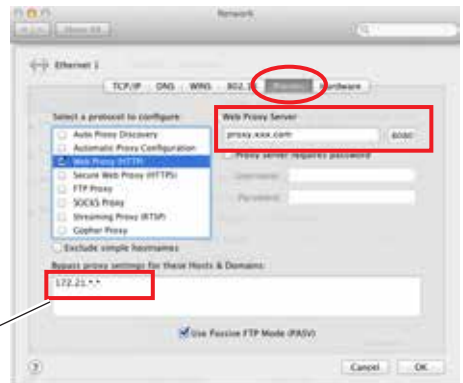 Network
Show All
Ethernet 1
TCP/IP DNS WINS 802.1X Proxies Hardware
Select a protocol to configure:
Web Proxy Server
Auto Proxy Discovery
proxy.xxx.com : 8080
Automatic Proxy Configuration
Web Proxy (HTTP)
Proxy server requires password
Secure Web Proxy (HTTPS)
Username:
FTP Proxy
Password:
SOCKS Proxy
Streaming Proxy (RTSP)
Gopher Proxy
Exclude simple hostnames
Bypass proxy settings for these Hosts & Domains:
172.21.*.*
Use Passive FTP Mode (PASV)
?
Cancel OK